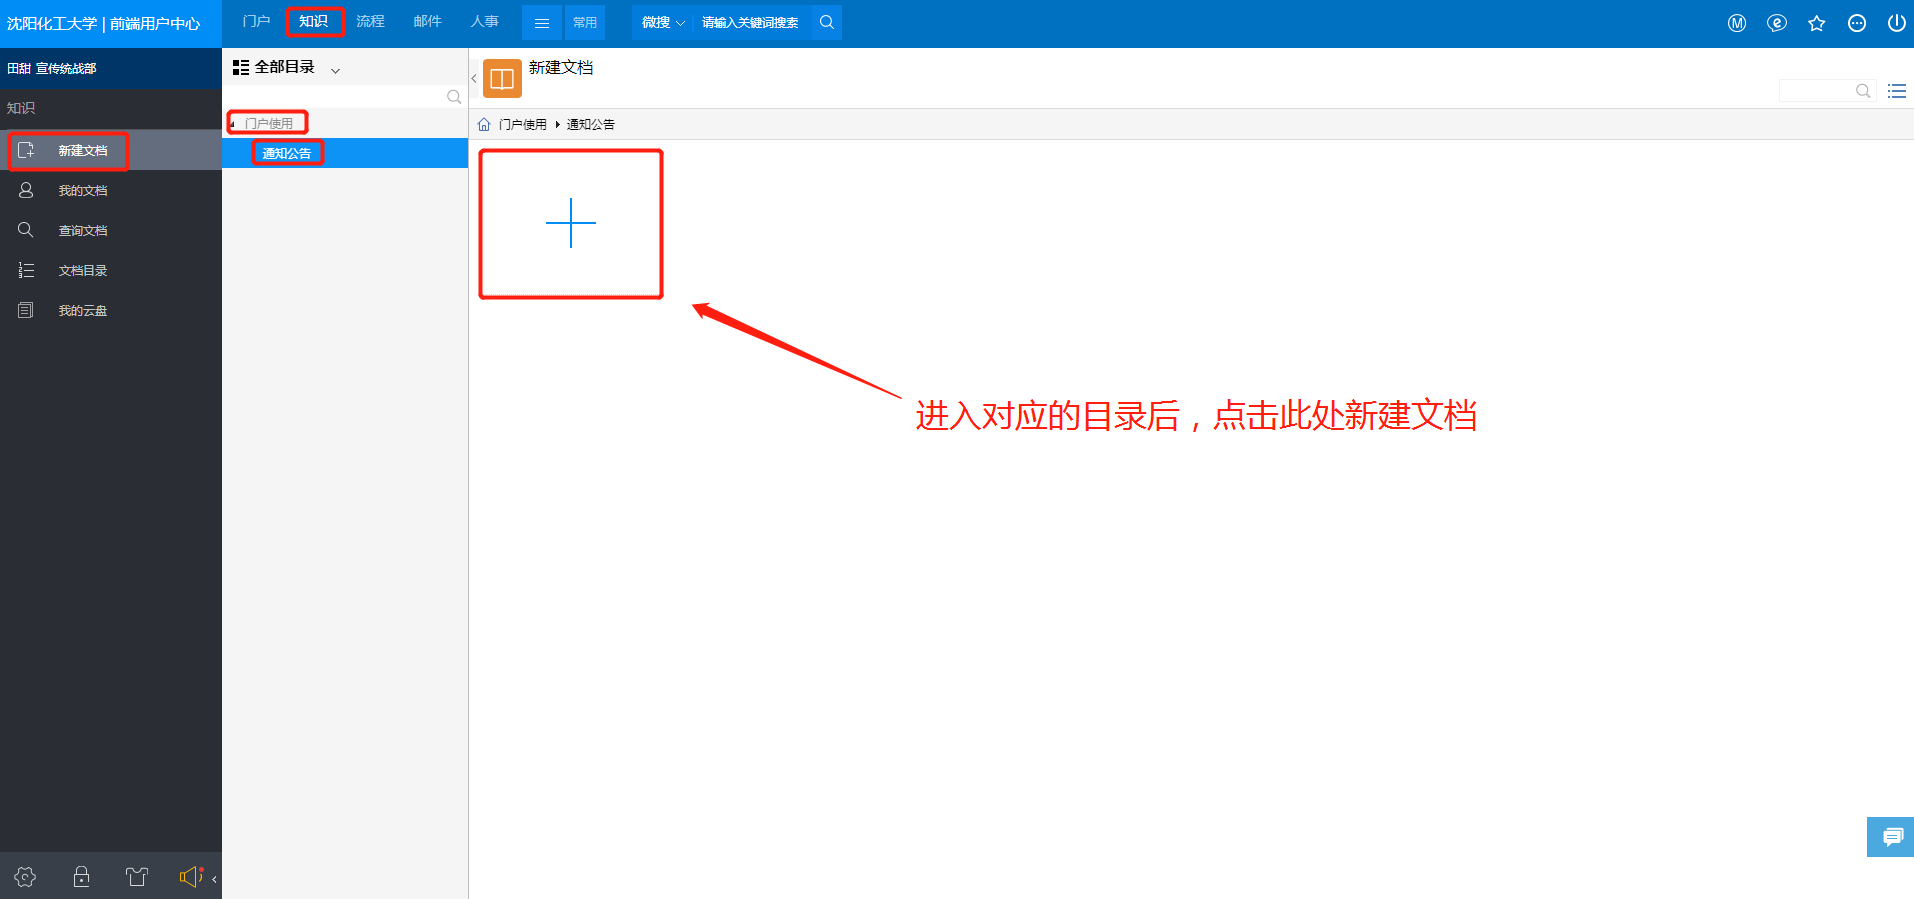 沈阳化工大学 | 前端用户中心
门户 知识 流程 邮件 人事 常用 微搜 请输入关键词搜索
田甜 宣传统战部
知识
新建文档
我的文档
查询文档
文档目录
我的云盘
全部目录
门户使用
通知公告
新建文档
门户使用 通知公告
进入对应的目录后，点击此处新建文档